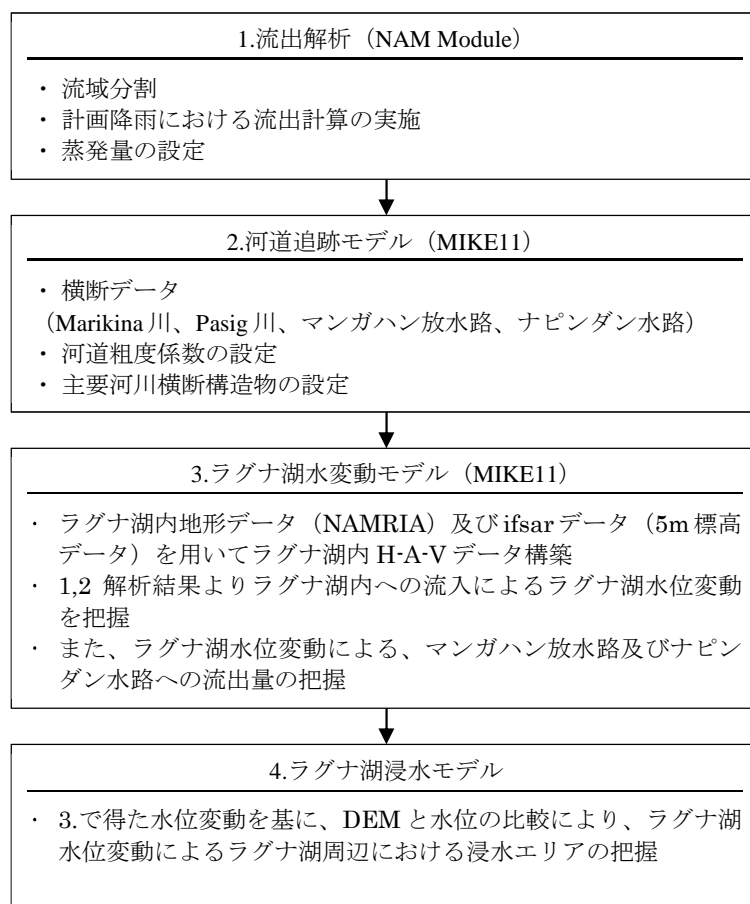 1.流出解析（NAM Module）
・ 流域分割
・ 計画降雨における流出計算の実施
・ 蒸発量の設定
2.河道追跡モデル（MIKE11）
・ 横断データ
（Marikina 川、Pasig 川、マンガハン放水路、ナピンダン水路）
・ 河道粗度係数の設定
・ 主要河川横断構造物の設定
3.ラグナ湖水変動モデル（MIKE11）
・ ラグナ湖内地形データ（NAMRIA）及び ifsar データ（5m 標高
データ）を用いてラグナ湖内 H-A-V データ構築
・ 1,2 解析結果よりラグナ湖内への流入によるラグナ湖水位変動
を把握
・ また、ラグナ湖水位変動による、マンガハン放水路及びナピン
ダン水路への流出量の把握
4.ラグナ湖浸水モデル
・ 3.で得た水位変動を基に、DEM と水位の比較により、ラグナ湖
水位変動によるラグナ湖周辺における浸水エリアの把握